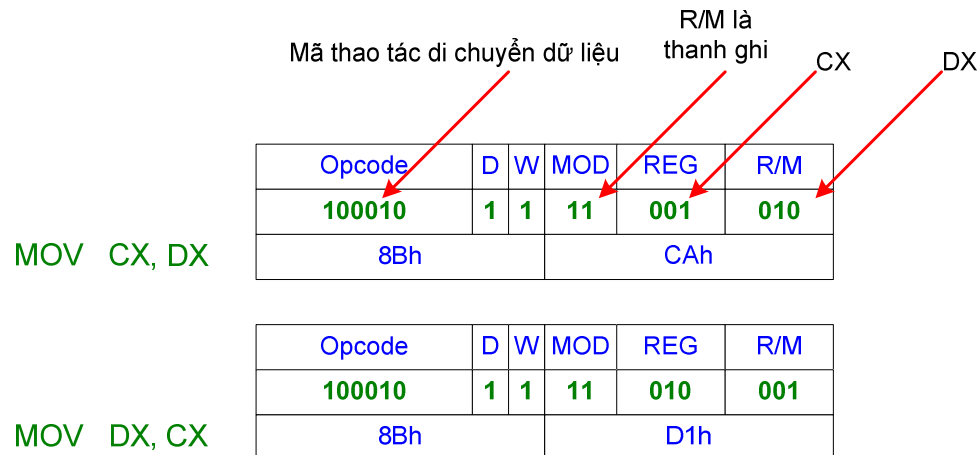 R/M là
Mã thao tác di chuyển dữ liệu thanh ghi CX DX
Opcode D W MOD REG R/M
100010 1 1 11 001 010
MOV CX, DX 8Bh CAh
Opcode D W MOD REG R/M
100010 1 1 11 010 001
MOV DX, CX 8Bh D1h